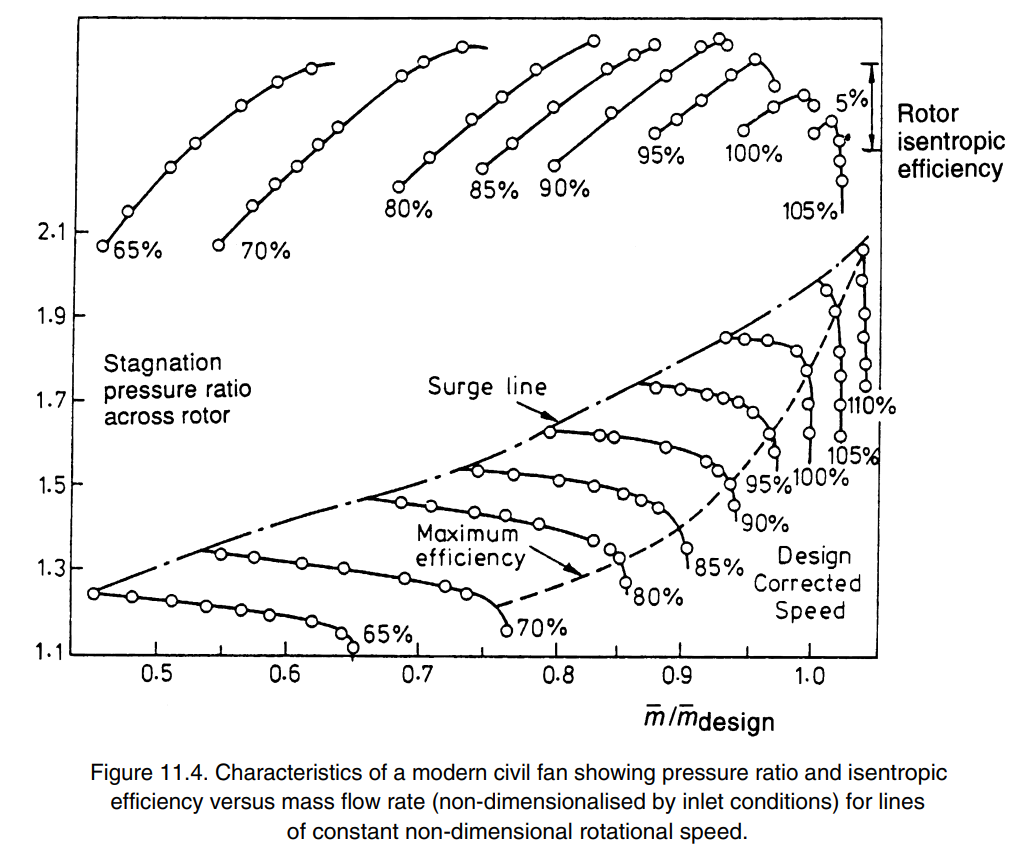 5%
Rotor
isentropic
efficiency
65%
70%
80%
85%
90%
95%
100%
105%
2.1
1.9
1.7
1.5
1.3
1.1
Stagnation
pressure ratio
across rotor
Surge line
Maximum
efficiency
110%
105%
100%
95%
90%
85%
80%
70%
65%
Design
Corrected
Speed
0.5
0.6
0.7
0.8
0.9
1.0
m̅/m̅design
Figure 11.4. Characteristics of a modern civil fan showing pressure ratio and isentropic
efficiency versus mass flow rate (non-dimensionalised by inlet conditions) for lines
of constant non-dimensional rotational speed.